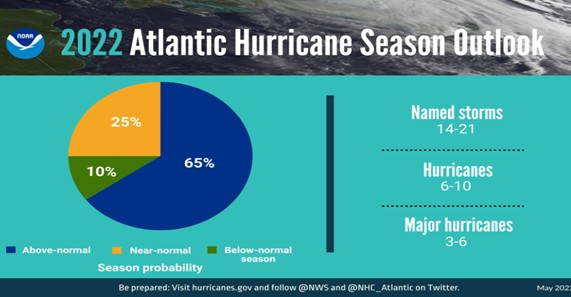 NOAA
2022 Atlantic Hurricane Season Outlook
25%
10%
65%
Above-normal
Near-normal
Below-normal
season
Season probability
Named storms
14-21
Hurricanes
6-10
Major hurricanes
3-6
Be prepared: Visit hurricanes.gov and follow @NWS and @NHC_Atlantic on Twitter.
May 2022